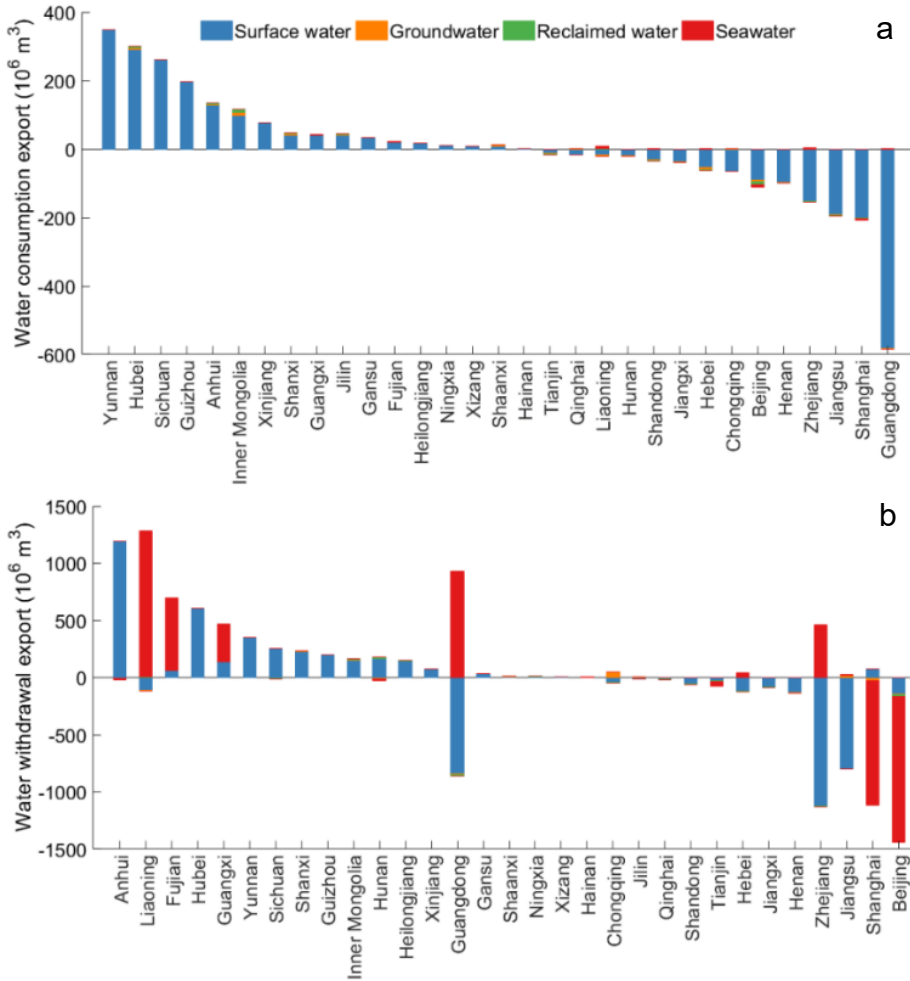 a
Surface water Groundwater Reclaimed water Seawater
Water consumption export (10⁶ m³)
400
200
0
-200
-400
-600
Yunnan
Hubei
Sichuan
Guizhou
Anhui
Inner Mongolia
Xinjiang
Shanxi
Guangxi
Jilin
Gansu
Fujian
Heilongjiang
Ningxia
Xizang
Shaanxi
Hainan
Tianjin
Qinghai
Liaoning
Hunan
Shandong
Jiangxi
Hebei
Chongqing
Beijing
Henan
Zhejiang
Jiangsu
Shanghai
Guangdong
b
Water withdrawal export (10⁶ m³)
1500
1000
500
0
-500
-1000
-1500
Anhui
Liaoning
Fujian
Hubei
Guangxi
Yunnan
Sichuan
Shanxi
Guizhou
Inner Mongolia
Hunan
Heilongjiang
Xinjiang
Guangdong
Gansu
Shaanxi
Ningxia
Xizang
Hainan
Chongqing
Jilin
Qinghai
Shandong
Tianjin
Hebei
Jiangxi
Henan
Zhejiang
Jiangsu
Shanghai
Beijing